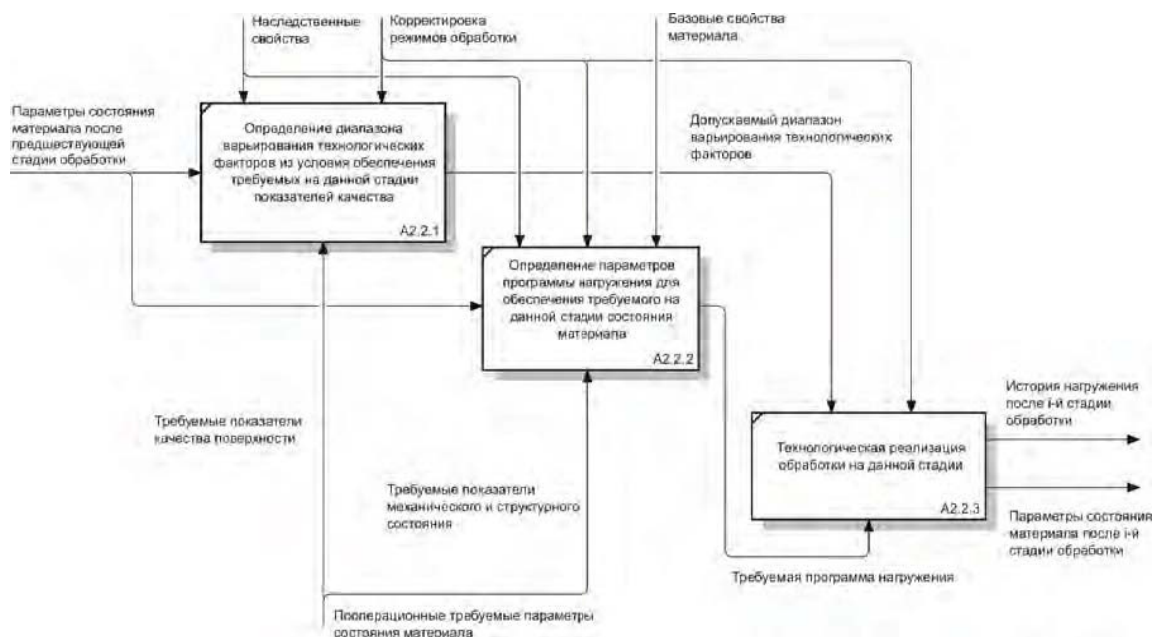 Наследственные
свойства
Корректировка
режимов обработки
Базовые свойства
материала
Параметры состояния
материала после
предшествующей
стадии обработки
Определение диапазона
варьирования технологических
факторов из условия обеспечения
требуемых на данной стадии
показателей качества
A2.2.1
Допускаемый диапазон
варьирования технологических
факторов
Определение параметров
программы нагружения для
обеспечения требуемого на
данной стадии состояния
материала
A2.2.2
Требуемые показатели
качества поверхности
Технологическая реализация
обработки на данной стадии
A2.2.3
История нагружения
после i-й стадии
обработки
Требуемые показатели
механического и структурного
состояния
Параметры состояния
материала после i-й
стадии обработки
Требуемая программа нагружения
Пооперационные требуемые параметры
состояния материала